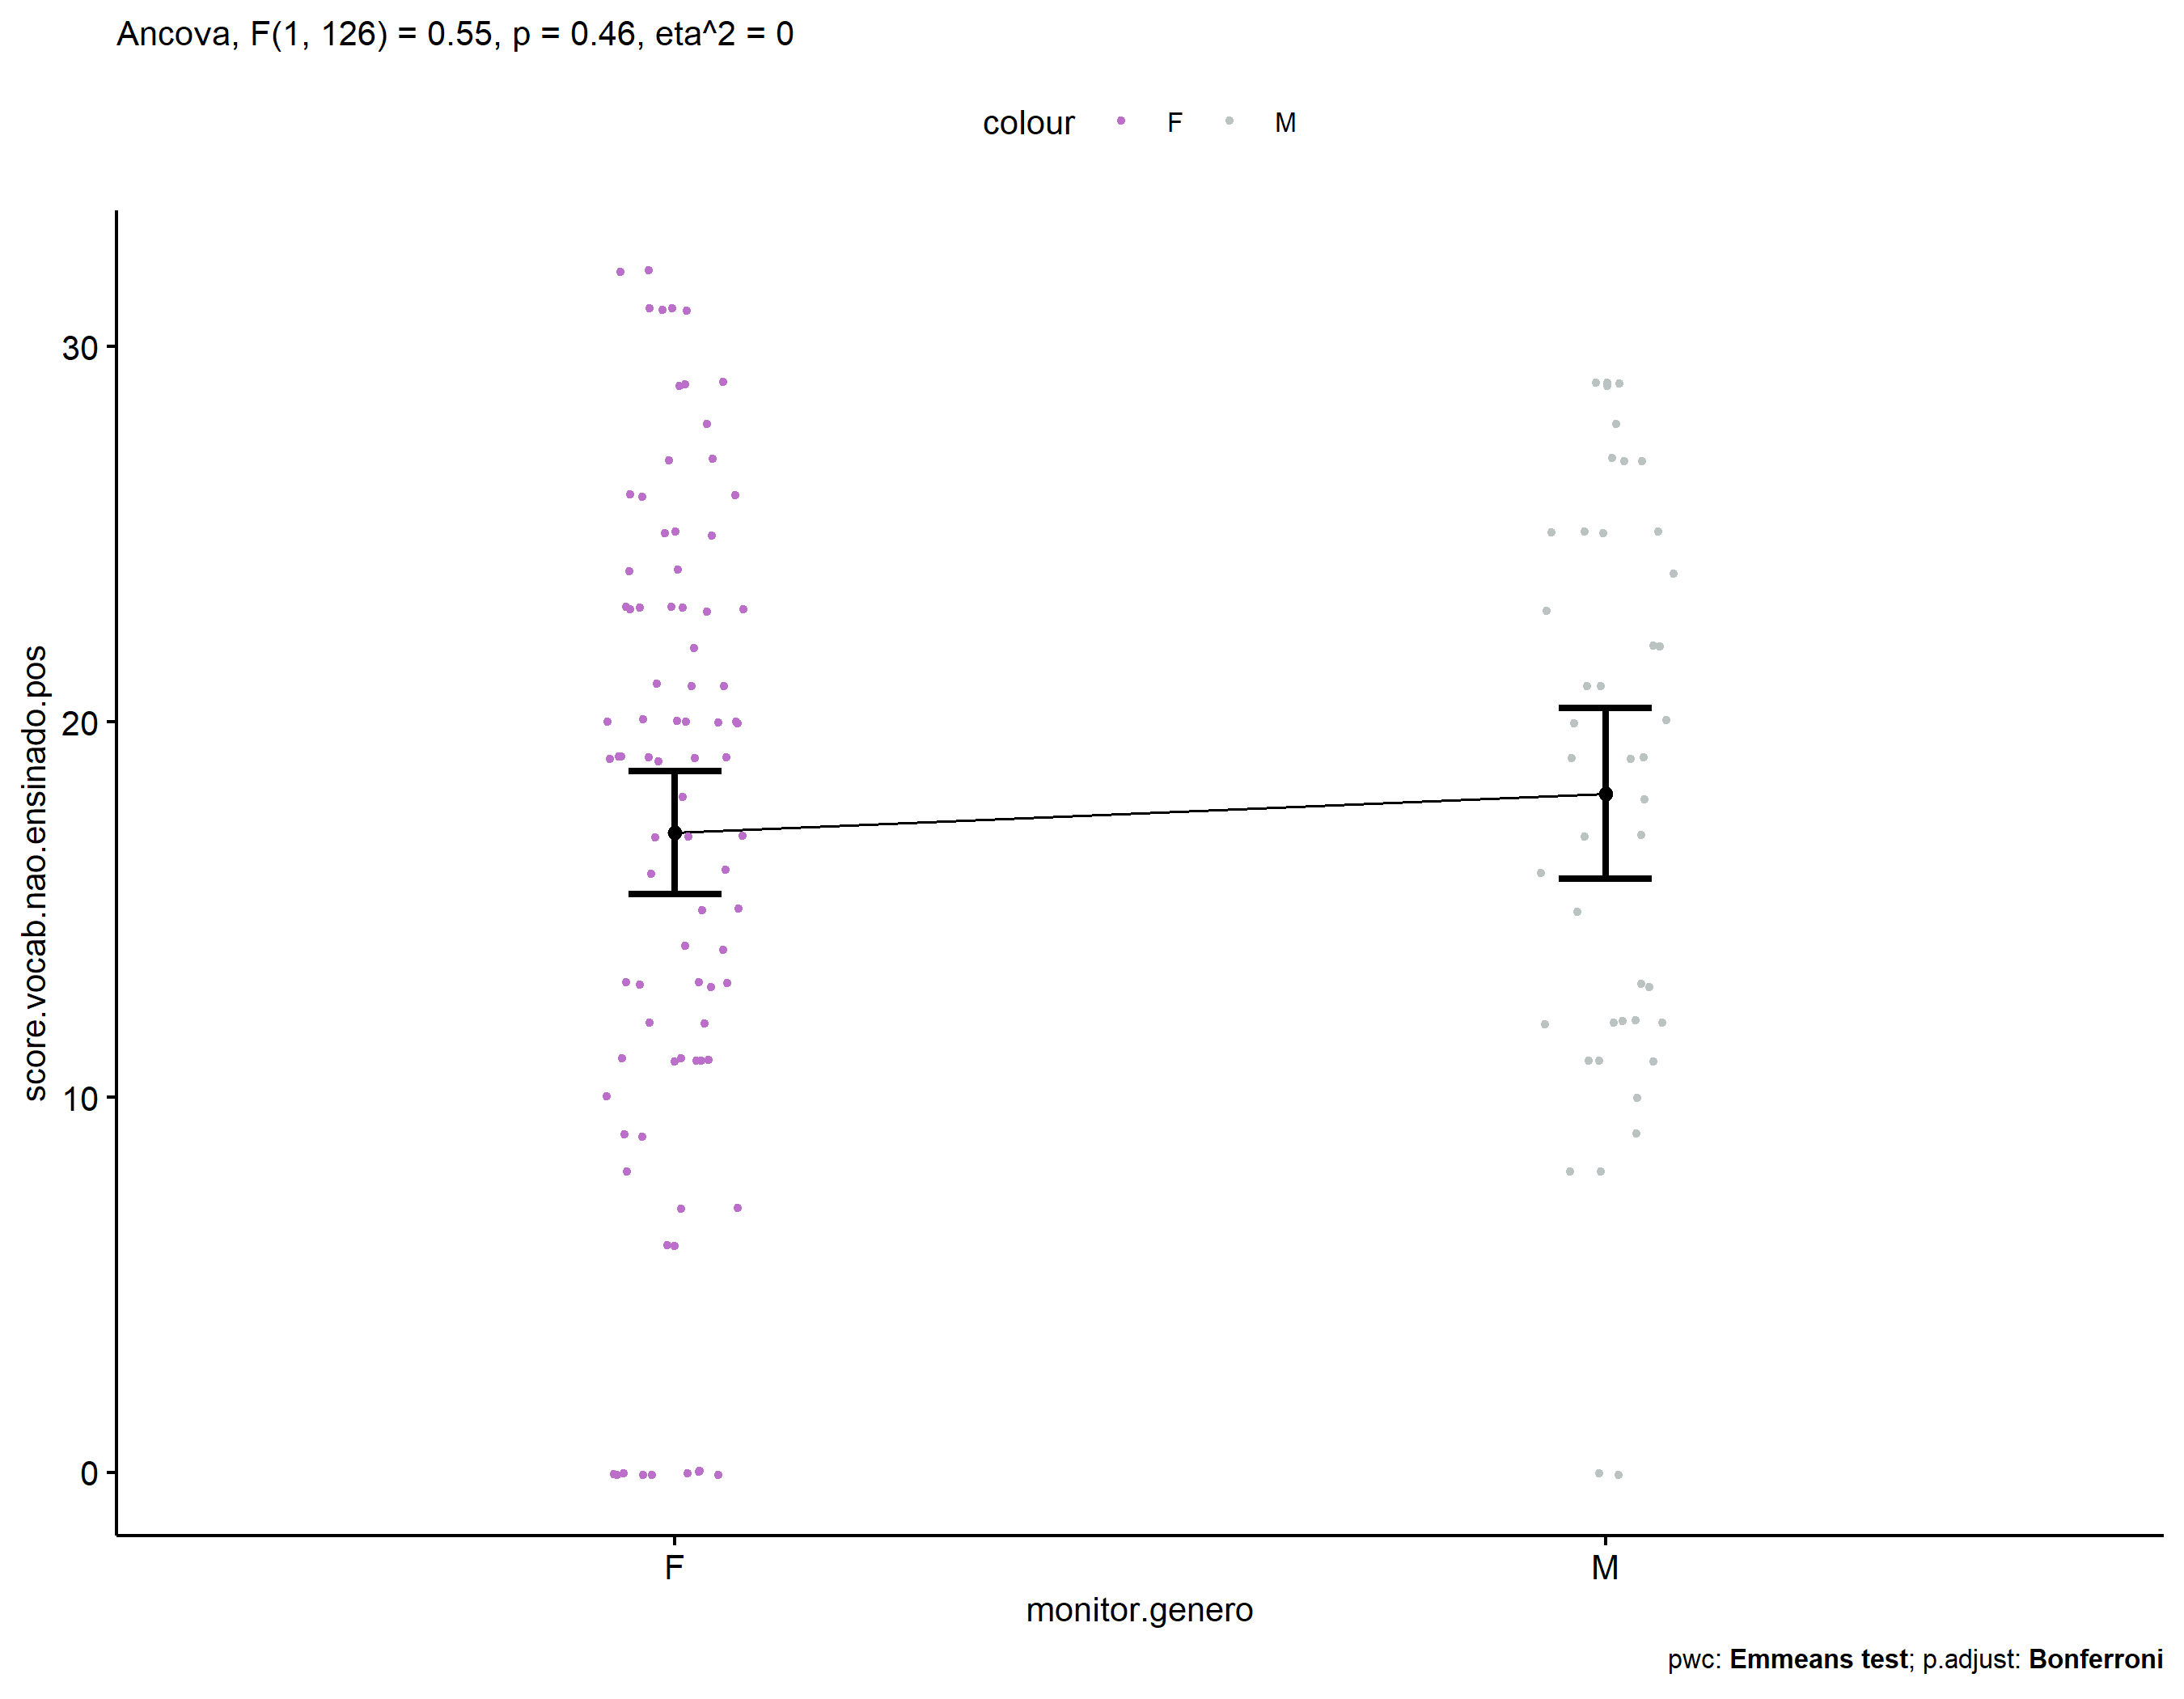 Ancova, F(1, 126) = 0.55, p = 0.46, eta^2 = 0
colour F M
score.vocab.nao.ensinado.pos
30
20
10
0
F M
monitor.genero
pwc: Emmeans test; p.adjust: Bonferroni